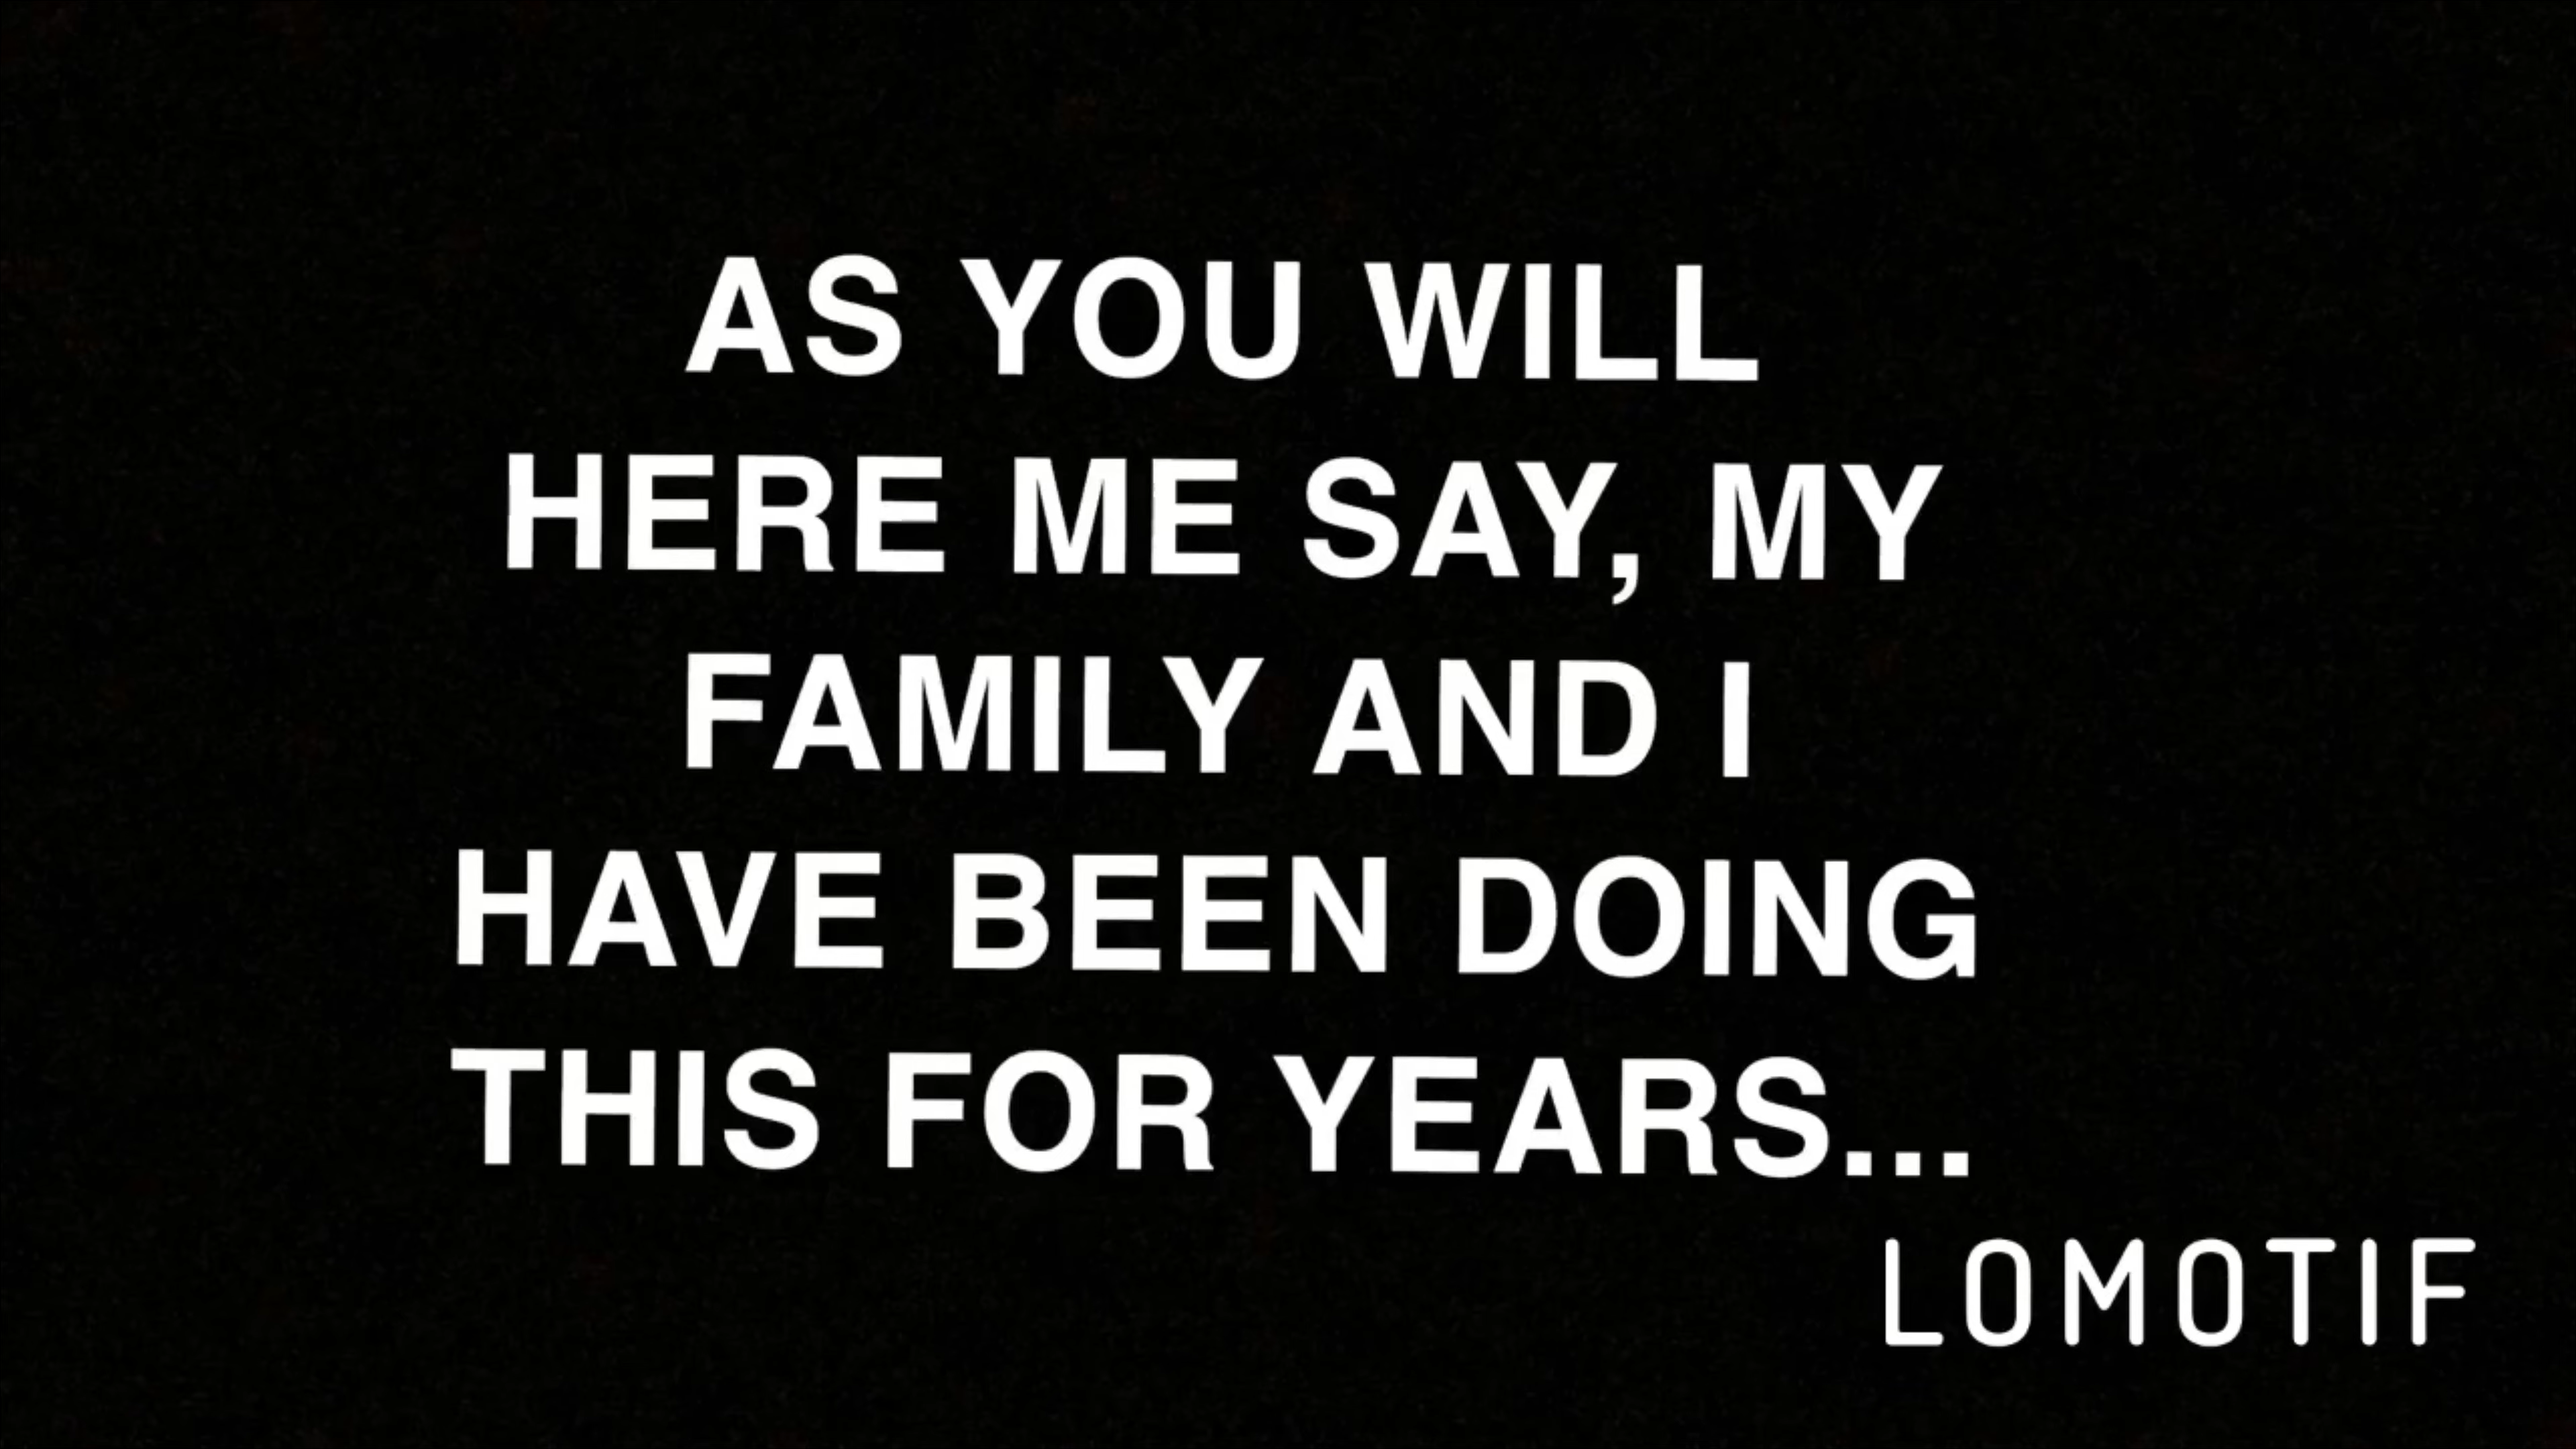 AS YOU WILL
HERE ME SAY, MY
FAMILY AND I
HAVE BEEN DOING
THIS FOR YEARS...
LOMOTIF